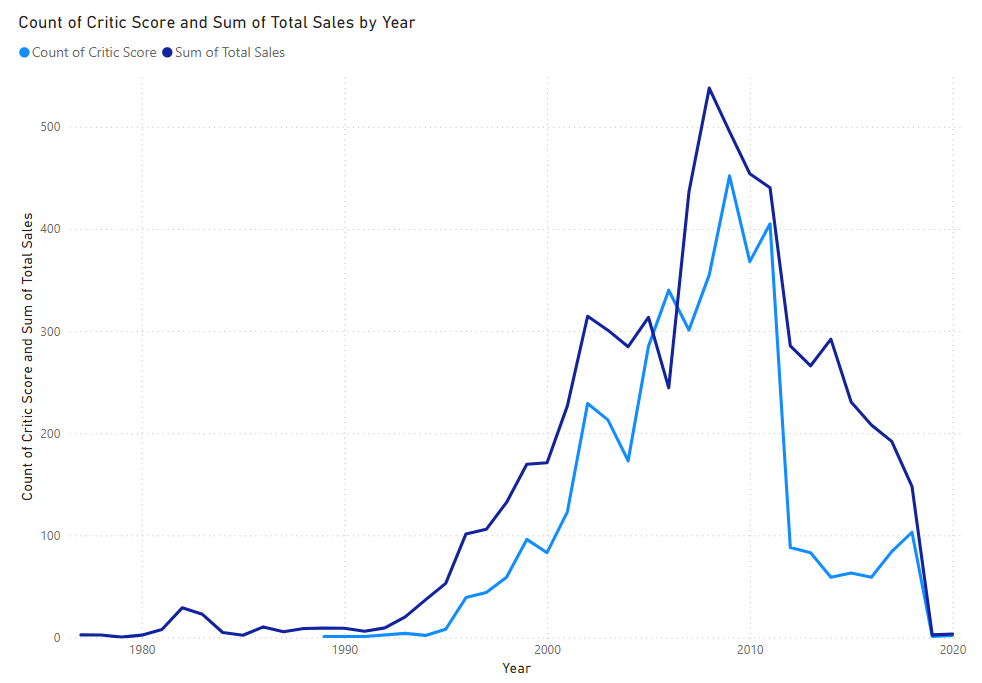 Count of Critic Score and Sum of Total Sales by Year
Count of Critic Score Sum of Total Sales
500
400
300
200
100
0
Count of Critic Score and Sum of Total Sales
1980 1990 2000 2010 2020
Year